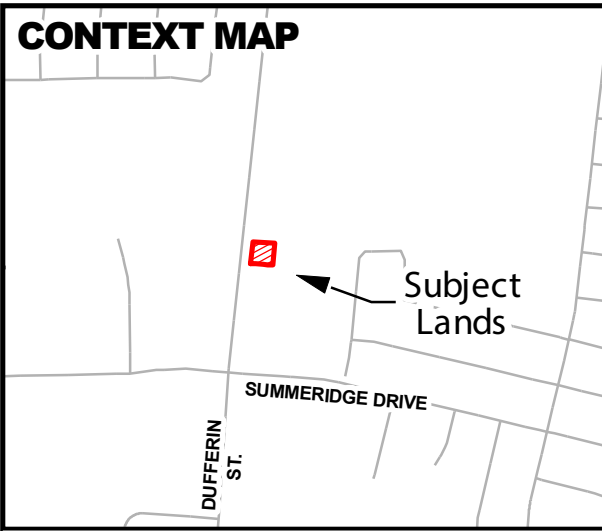 CONTEXT MAP
Subject
Lands
SUMMERIDGE DRIVE
DUFFERIN
ST.